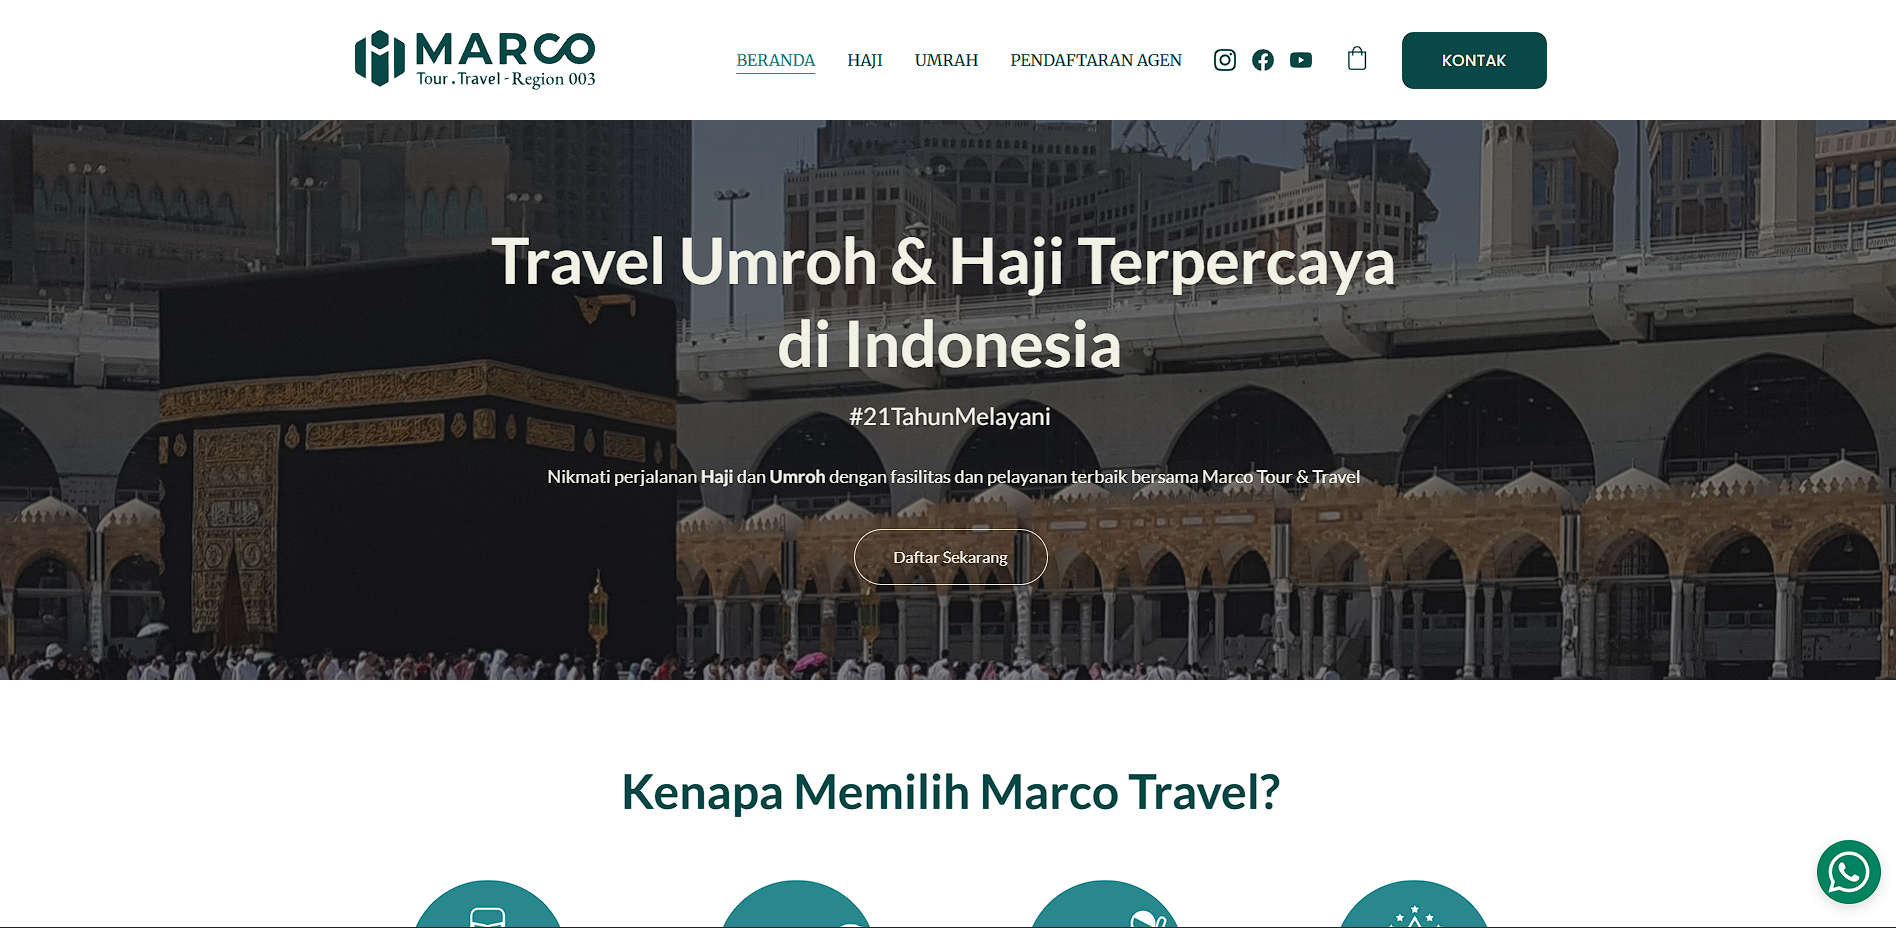 MARCO
Tour . Travel - Region 003
BERANDA
HAJI
UMRAH
PENDAFTARAN AGEN
KONTAK
Travel Umroh & Haji Terpercaya
di Indonesia
#21TahunMelayani
Nikmati perjalanan Haji dan Umroh dengan fasilitas dan pelayanan terbaik bersama Marco Tour & Travel
Daftar Sekarang
Kenapa Memilih Marco Travel?